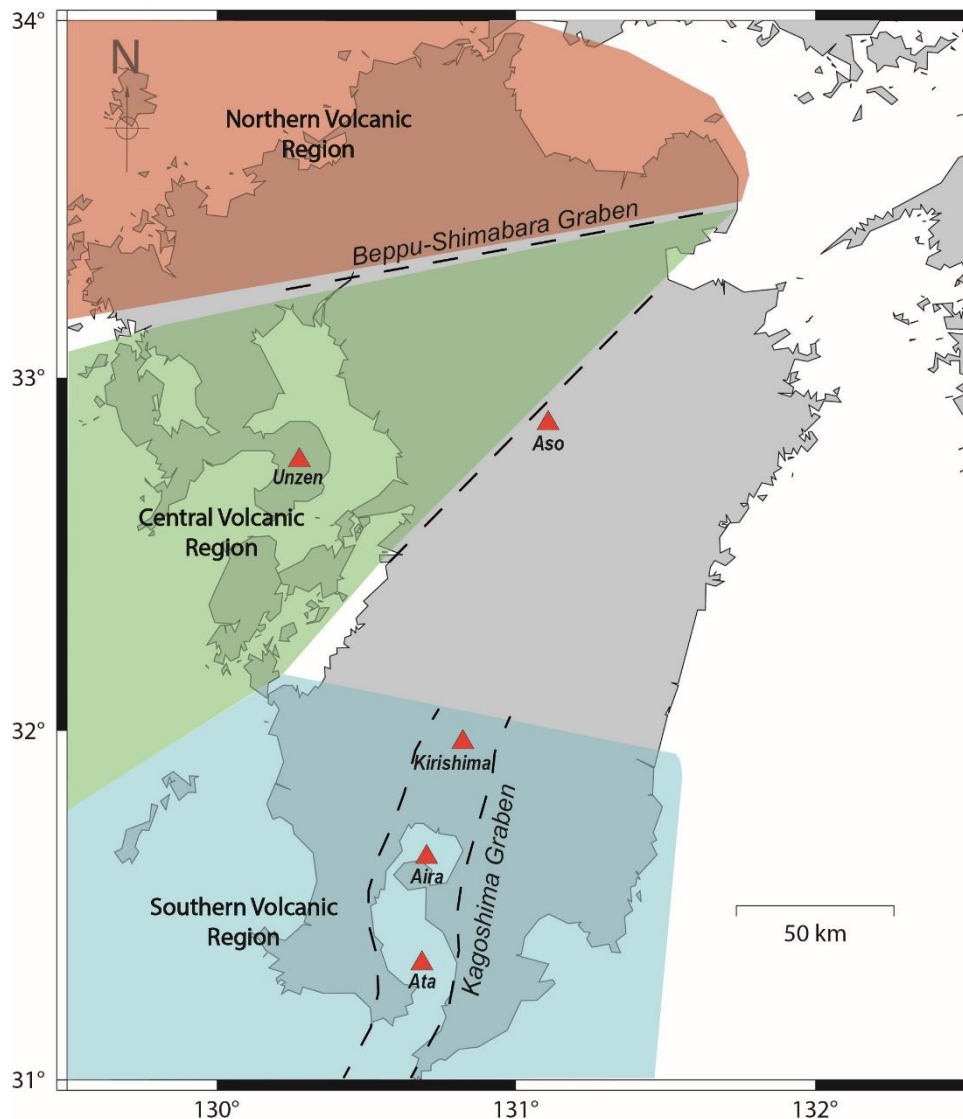 34°
N
Northern Volcanic
Region
Beppu-Shimabara Graben
33°
Aso
Unzen
Central Volcanic
Region
32°
Kirishima
Kagoshima Graben
Aira
Southern Volcanic
Region
50 km
Ata
31°
130°
131°
132°